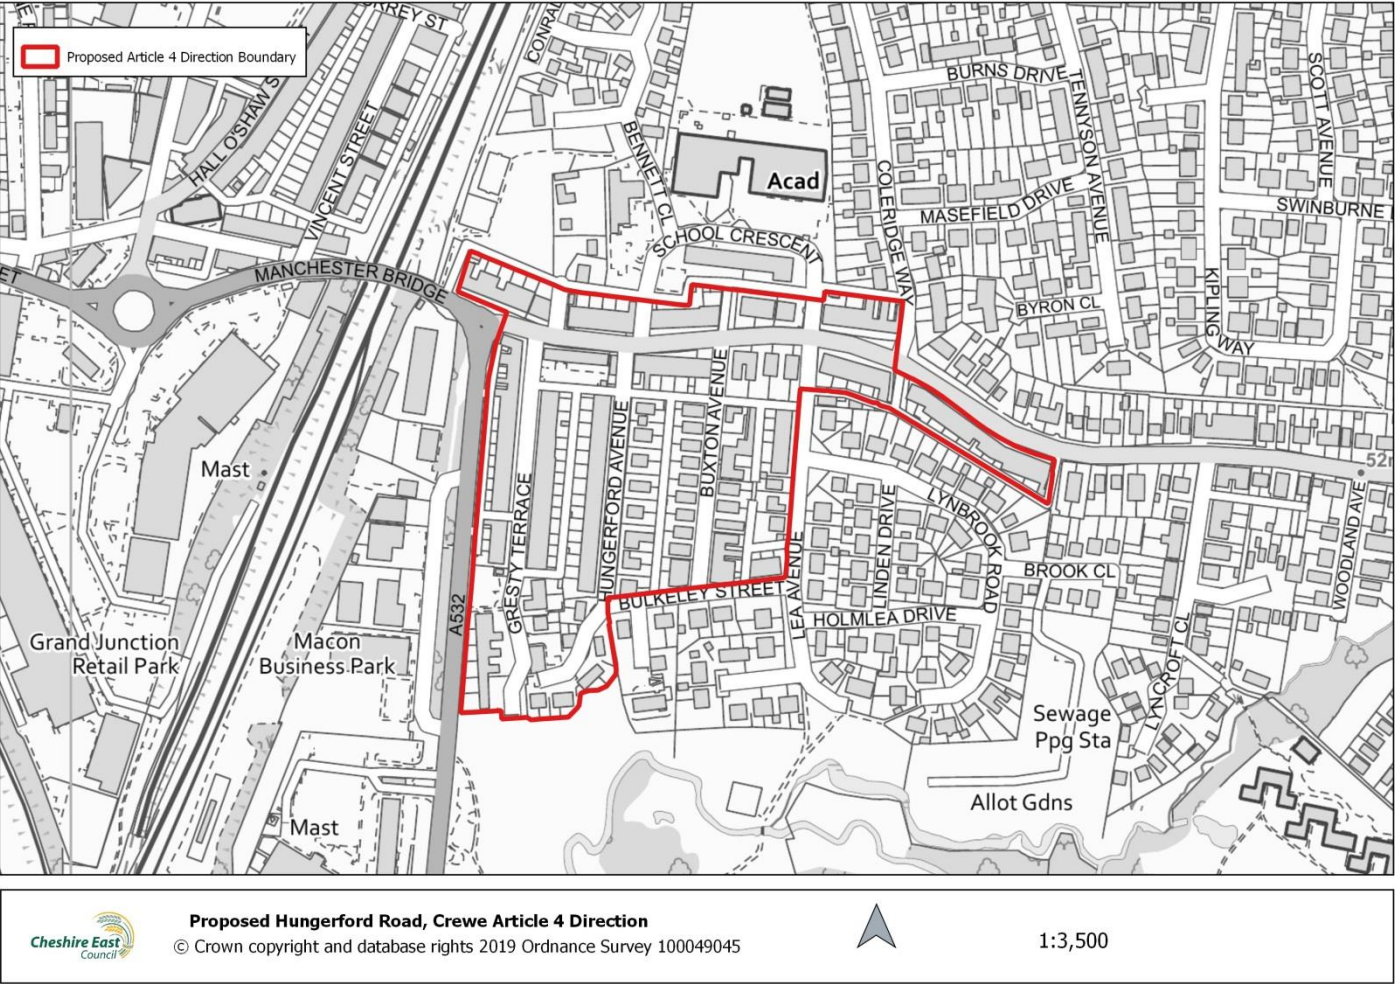 Proposed Article 4 Direction Boundary
HALL O'SHAW S
VINCENT STREET
MANCHESTER BRIDGE
BENNETT CL
SCHOOL CRESCENT
Acad
COLERIDGE WAY
BURNS DRIVE
TENNYSON AVENUE
MASEFIELD DRIVE
BYRON CL
KIPLING WAY
SCOTT AVENUE
SWINBURNE
Mast
Grand Junction
Retail Park
Macon
Business Park
Mast
A532
GRESTY TERRACE
HUNGERFORD AVENUE
BUXTON AVENUE
BULKELEY STREET
LEA AVENUE
LINDEN DRIVE
LYNBROOK ROAD
HOLMLEA DRIVE
BROOK CL
LYNCROFT CL
WOODLAND AVE
Sewage
Ppg Sta
Allot Gdns
Cheshire East
Council
Proposed Hungerford Road, Crewe Article 4 Direction
© Crown copyright and database rights 2019 Ordnance Survey 100049045
1:3,500